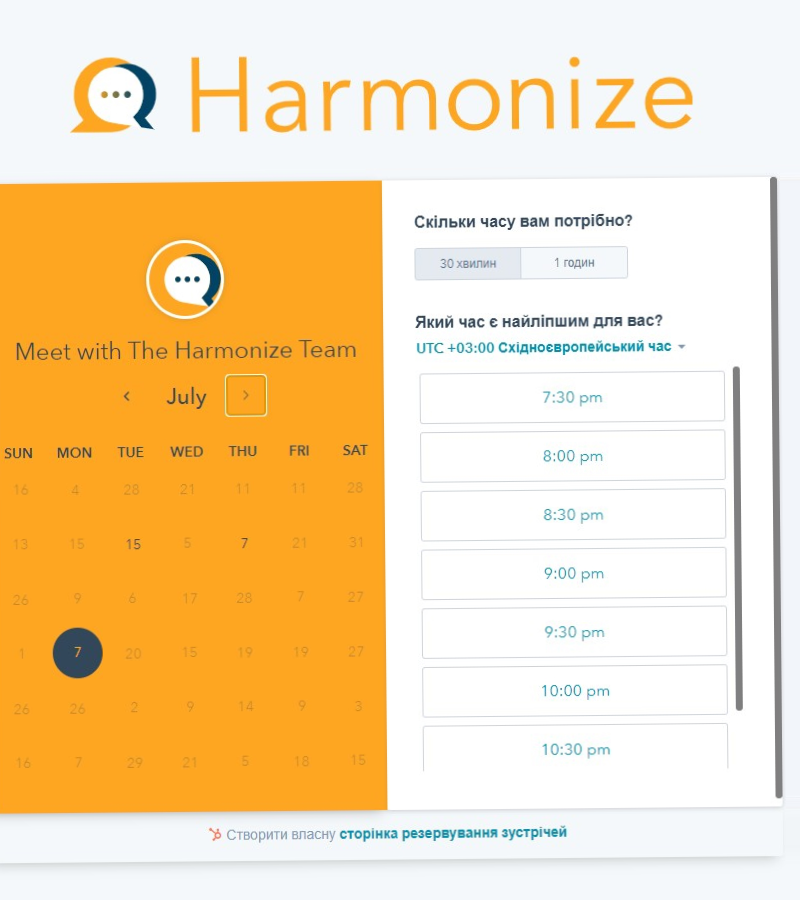 Harmonize
Meet with The Harmonize Team
July
SUN MON TUE WED THU FRI SAT
16 4 28 21 11 11 28
13 15 15 5 7 21 31
26 9 6 17 28 7 27
1 7 20 15 19 19 27
26 26 2 9 14 9 3
16 7 29 21 5 18 15
Скільки часу вам потрібно?
30 хвилин 1 годин
Який час є найліпшим для вас?
UTC +03:00 Східноєвропейський час
7:30 pm
8:00 pm
8:30 pm
9:00 pm
9:30 pm
10:00 pm
10:30 pm
Створити власну сторінка резервування зустрічей